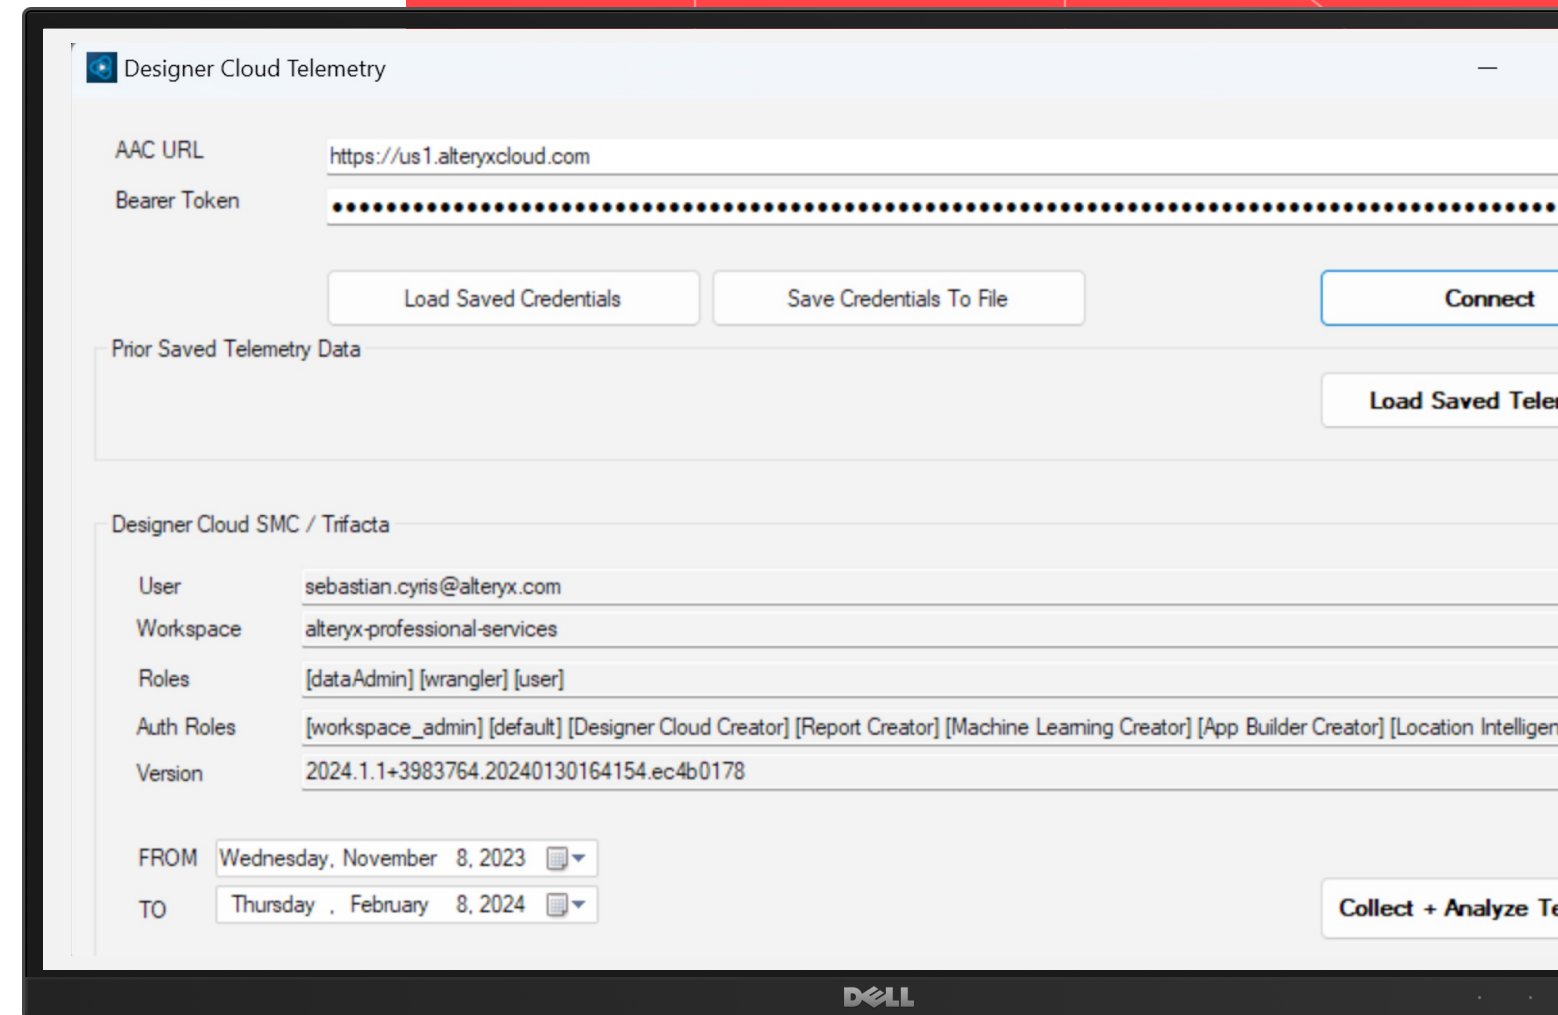 Designer Cloud Telemetry
AAC URL
https://us1.alteryxcloud.com
Bearer Token
Load Saved Credentials
Save Credentials To File
Connect
Prior Saved Telemetry Data
Load Saved
Designer Cloud SMC / Trifacta
User
sebastian.cyris@alteryx.com
Workspace
alteryx-professional-services
Roles
[dataAdmin] [wrangler] [user]
Auth Roles
[workspace_admin] [default] [Designer Cloud Creator] [Report Creator] [Machine Learning Creator] [App Builder Creator] [Location
Version
2024.1.1+3983764.20240130164154.ec4b0178
FROM
Wednesday, November 8, 2023
TO
Thursday , February 8, 2024
Collect + Analyze
DELL